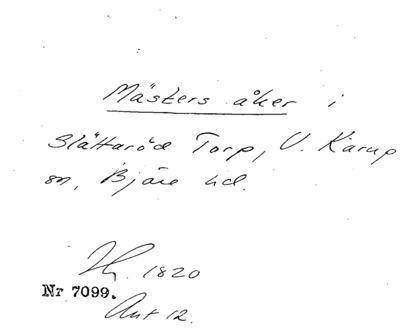 Mästers åker i
Slättaröd Torp, V. Karup
sn, Bjäre hd.
1820
Nr 7099.
Ant 12.